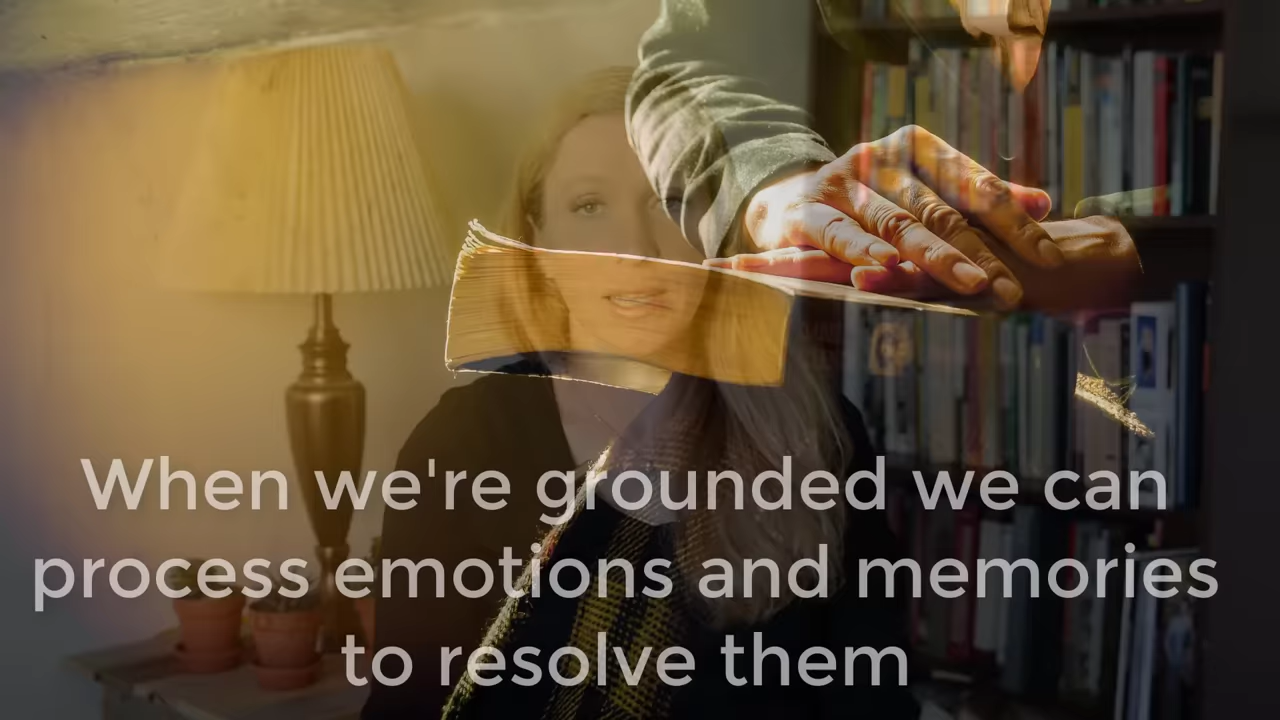 When we're grounded we can
process emotions and memories
to resolve them